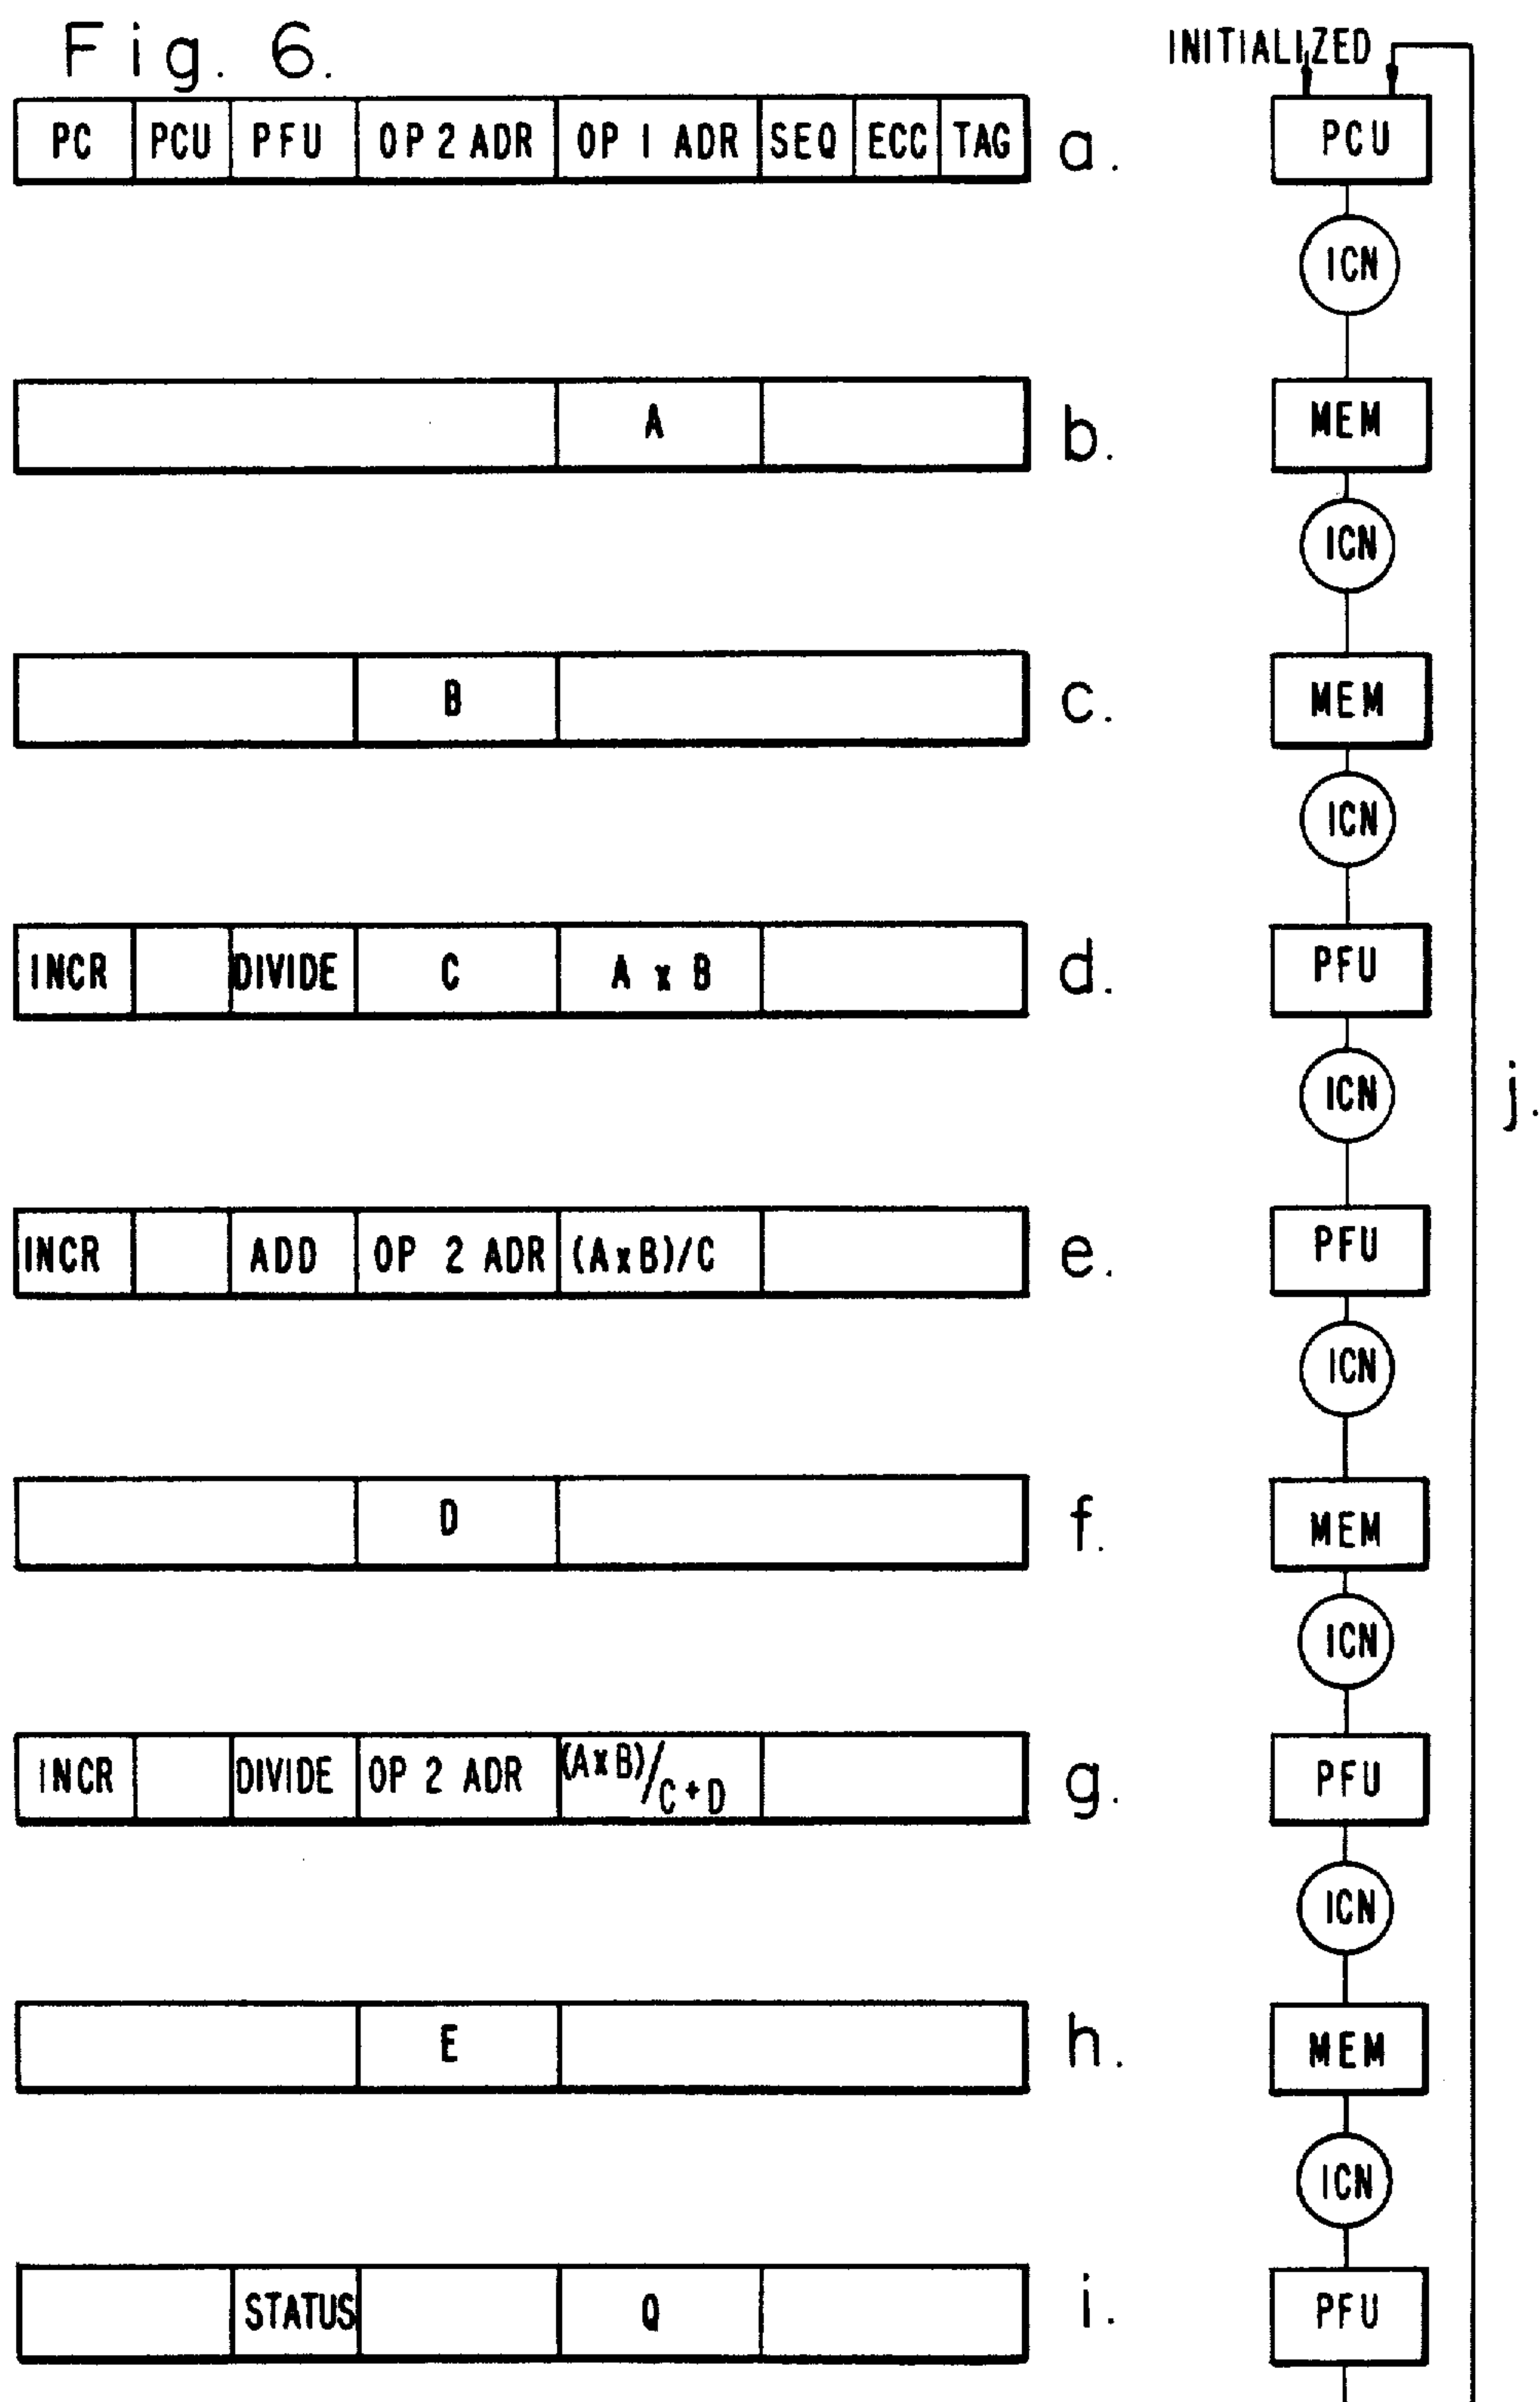 Fig. 6.
INITIALIZED
PC PCU PFU OP 2 ADR OP 1 ADR SEQ ECC TAG a. PCU
ICN
A b. MEM
ICN
B c. MEM
ICN
INCR DIVIDE C A x B d. PFU
ICN
j.
INCR ADD OP 2 ADR (AxB)/C e. PFU
ICN
D f. MEM
ICN
INCR DIVIDE OP 2 ADR (AxB)/C+D g. PFU
ICN
E h. MEM
ICN
STATUS Q i. PFU